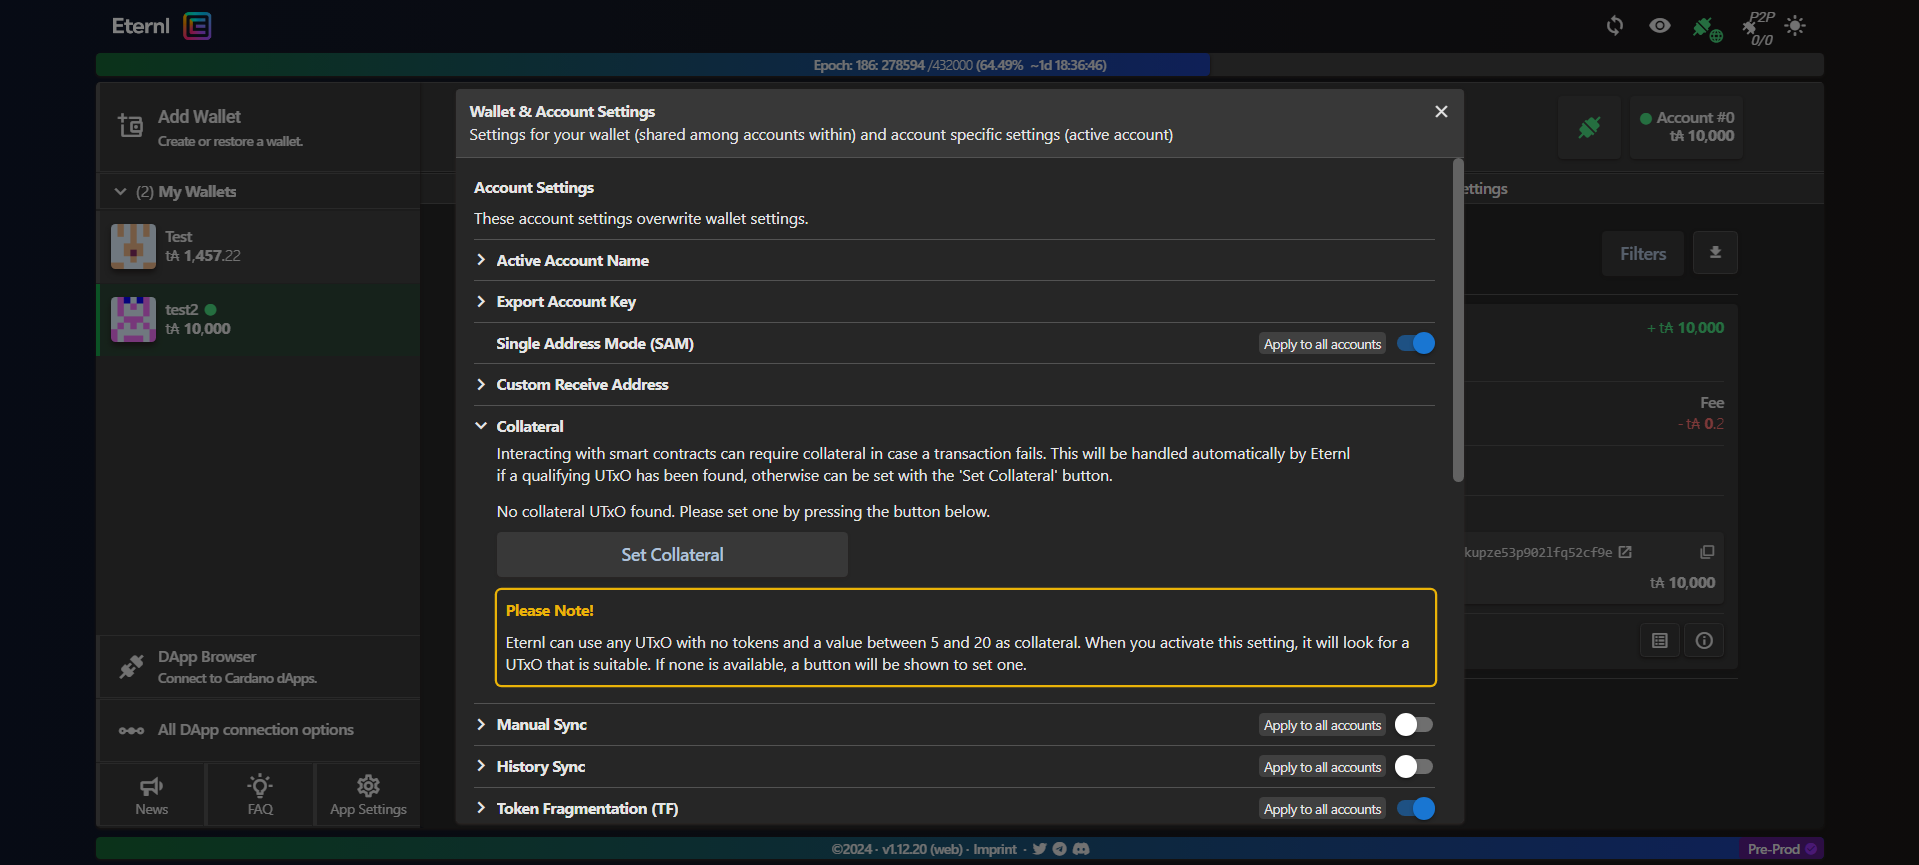 Eternl
P2P
0/0
Epoch: 186: 278594 /432000 (64.49% ~1d 18:36:46)
Add Wallet
Create or restore a wallet.
(2) My Wallets
Test
t₳ 1,457.22
test2
t₳ 10,000
DApp Browser
Connect to Cardano dApps.
All DApp connection options
News
FAQ
App Settings
Wallet & Account Settings
Settings for your wallet (shared among accounts within) and account specific settings (active account)
Account Settings
These account settings overwrite wallet settings.
Active Account Name
Export Account Key
Single Address Mode (SAM)
Apply to all accounts
Custom Receive Address
Collateral
Interacting with smart contracts can require collateral in case a transaction fails. This will be handled automatically by Eternl
if a qualifying UTxO has been found, otherwise can be set with the 'Set Collateral' button.
No collateral UTxO found. Please set one by pressing the button below.
Set Collateral
Please Note!
Eternl can use any UTxO with no tokens and a value between 5 and 20 as collateral. When you activate this setting, it will look for a
UTxO that is suitable. If none is available, a button will be shown to set one.
Manual Sync
Apply to all accounts
History Sync
Apply to all accounts
Token Fragmentation (TF)
Apply to all accounts
Account #0
t₳ 10,000
ettings
Filters
+ t₳ 10,000
Fee
- t₳ 0.2
kupze53p902lfq52cf9e
t₳ 10,000
©2024 · v1.12.20 (web) · Imprint ·
Pre-Prod